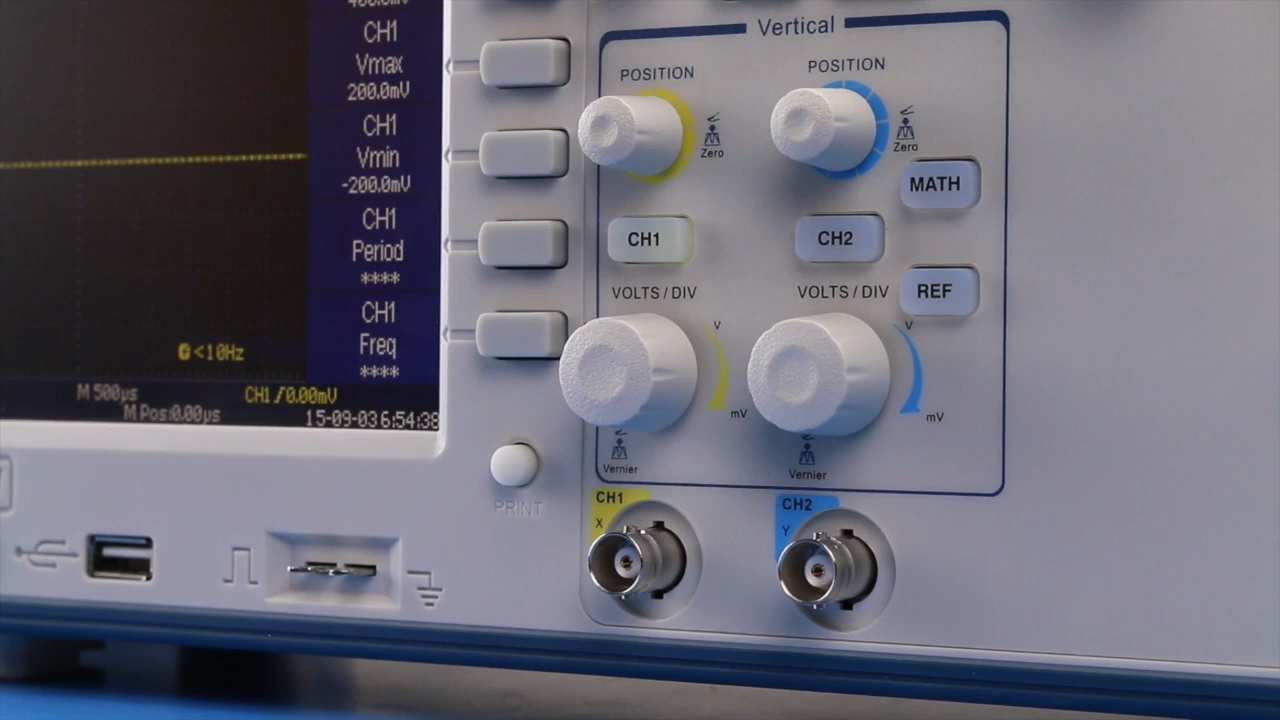 400.0mV
CH1
Vmax
200.0mV
CH1
Vmin
-200.0mV
CH1
Period
****
CH1
Freq
****
<10Hz
M 500µs
CH1 /0.00mV
M Pos:0.00µs
15-09-03 6:54:38
PRINT
Vertical
POSITION
POSITION
Zero
Zero
MATH
CH1
CH2
REF
VOLTS / DIV
VOLTS / DIV
V
V
mV
mV
Vernier
Vernier
CH1
X
CH2
Y